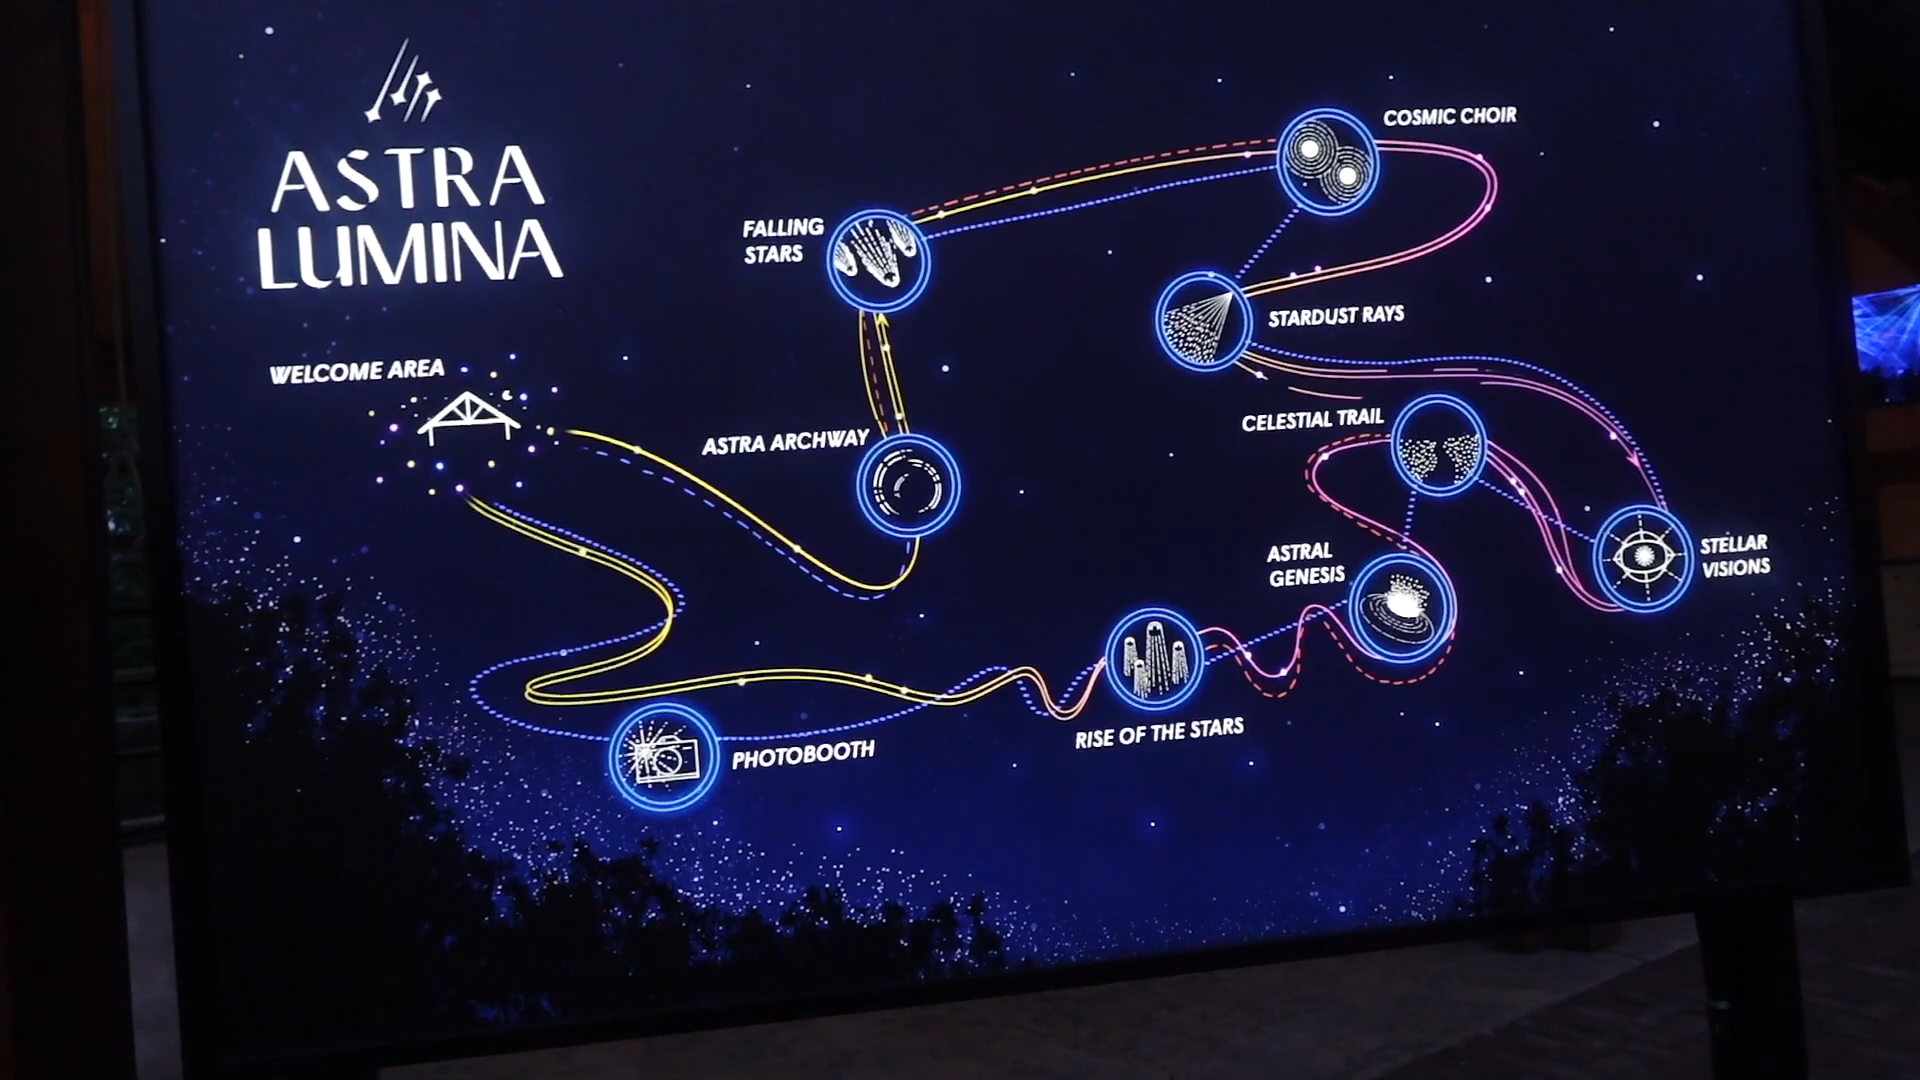 ASTRA
LUMINA
WELCOME AREA
FALLING
STARS
COSMIC CHOIR
STARDUST RAYS
ASTRA ARCHWAY
CELESTIAL TRAIL
ASTRAL
GENESIS
STELLAR
VISIONS
RISE OF THE STARS
PHOTOBOOTH